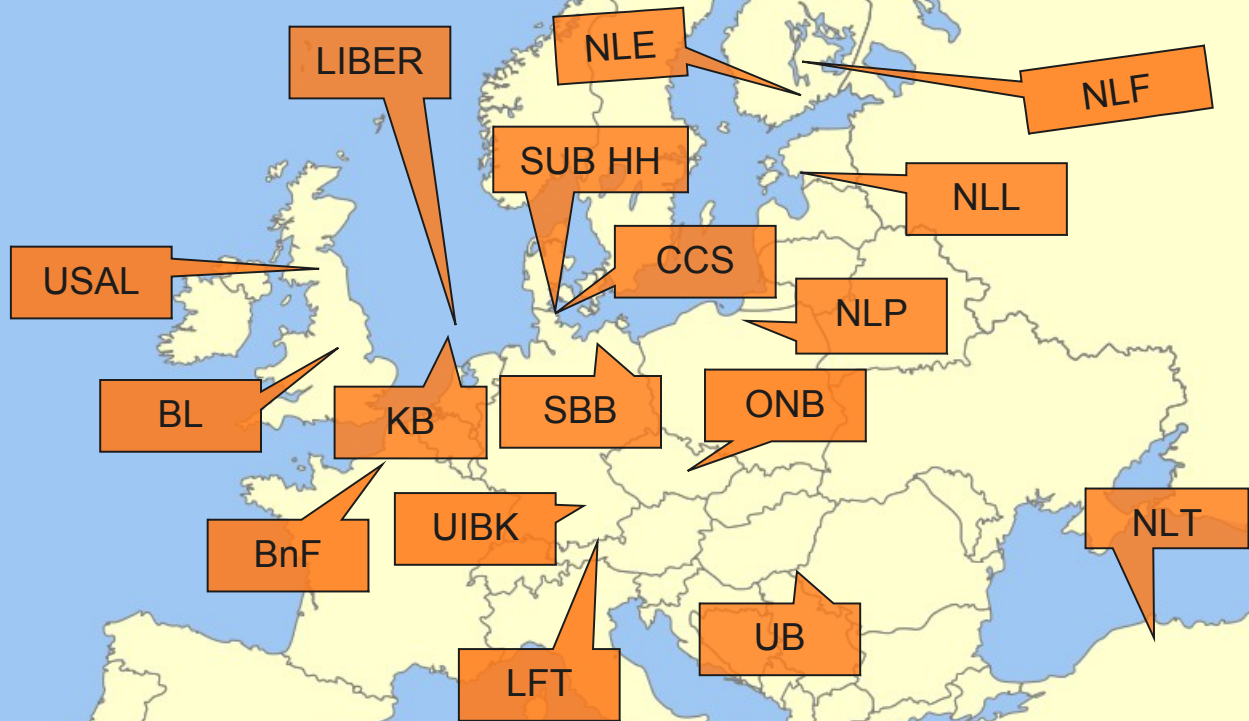 NLE
LIBER
NLF
SUB HH
NLL
CCS
USAL
NLP
BL
KB
SBB
ONB
UIBK
NLT
BnF
UB
LFT